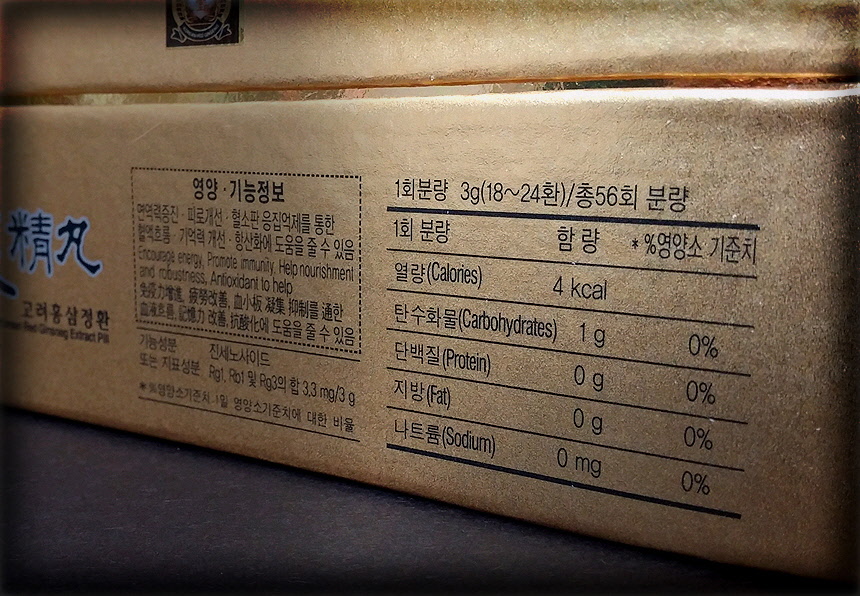 精丸
고려홍삼정환
Korean Red Ginseng Extract Pill
영양·기능정보
면역력증진·피로개선·혈소판 응집억제를 통한
혈액흐름·기억력 개선·항산화에 도움을 줄 수 있음
Encourage energy, Promote immunity, Help nourishment
and robustness, Antioxidant to help
免疫力增進, 疲勞改善, 血小板 凝集 抑制를 通한
血液흐름, 記憶力 改善, 抗酸化에 도움을 줄 수 있음
기능성분 진세노사이드
또는 지표성분 Rg1, Rb1 및 Rg3의 합 3.3 mg/3 g
*%영양소기준치:1일 영양소기준치에 대한 비율
1회분량 3g(18~24환)/총56회 분량
1회 분량 함 량 *%영양소 기준치
열량(Calories) 4 kcal
탄수화물(Carbohydrates) 1 g 0%
단백질(Protein) 0 g 0%
지방(Fat) 0 g 0%
나트륨(Sodium) 0 mg 0%